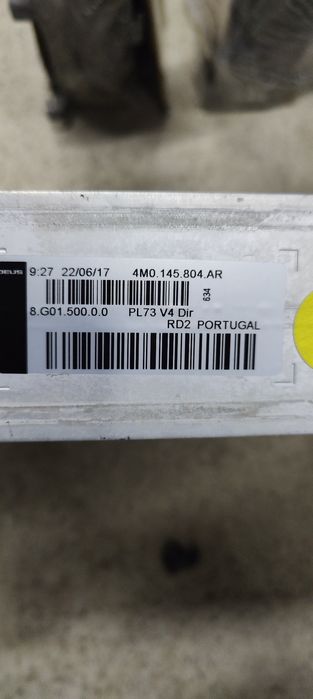 9:27 22/06/17 4M0.145.804.AR
634
8.G01.500.0.0 PL73 V4 Dir
RD2 PORTUGAL